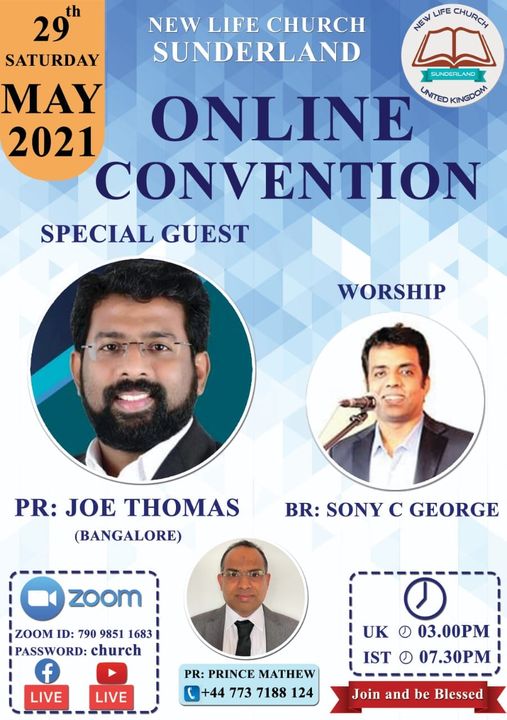 29th
SATURDAY
MAY
2021
NEW LIFE CHURCH
SUNDERLAND
NEW LIFE CHURCH
SUNDERLAND
UNITED KINGDOM
ONLINE
CONVENTION
SPECIAL GUEST
WORSHIP
PR: JOE THOMAS
(BANGALORE)
BR: SONY C GEORGE
zoom
ZOOM ID: 790 9851 1683
PASSWORD: church
LIVE
LIVE
PR: PRINCE MATHEW
+44 773 7188 124
UK 03.00PM
IST 07.30PM
Join and be Blessed